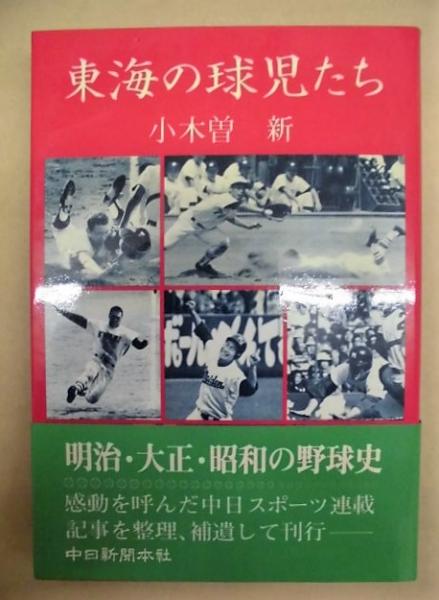 東海の球児たち
小木曽 新
明治・大正・昭和の野球史
感動を呼んだ中日スポーツ連載
記事を整理、補遺して刊行──
中日新聞本社